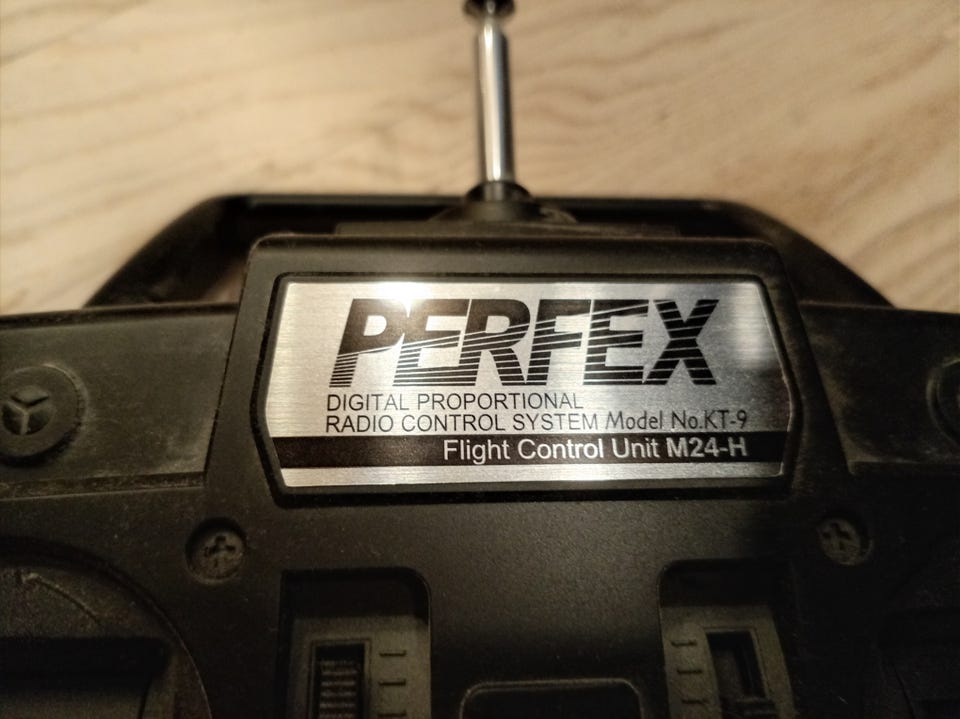 PERFEX
DIGITAL PROPORTIONAL
RADIO CONTROL SYSTEM Model No.KT-9
Flight Control Unit M24-H